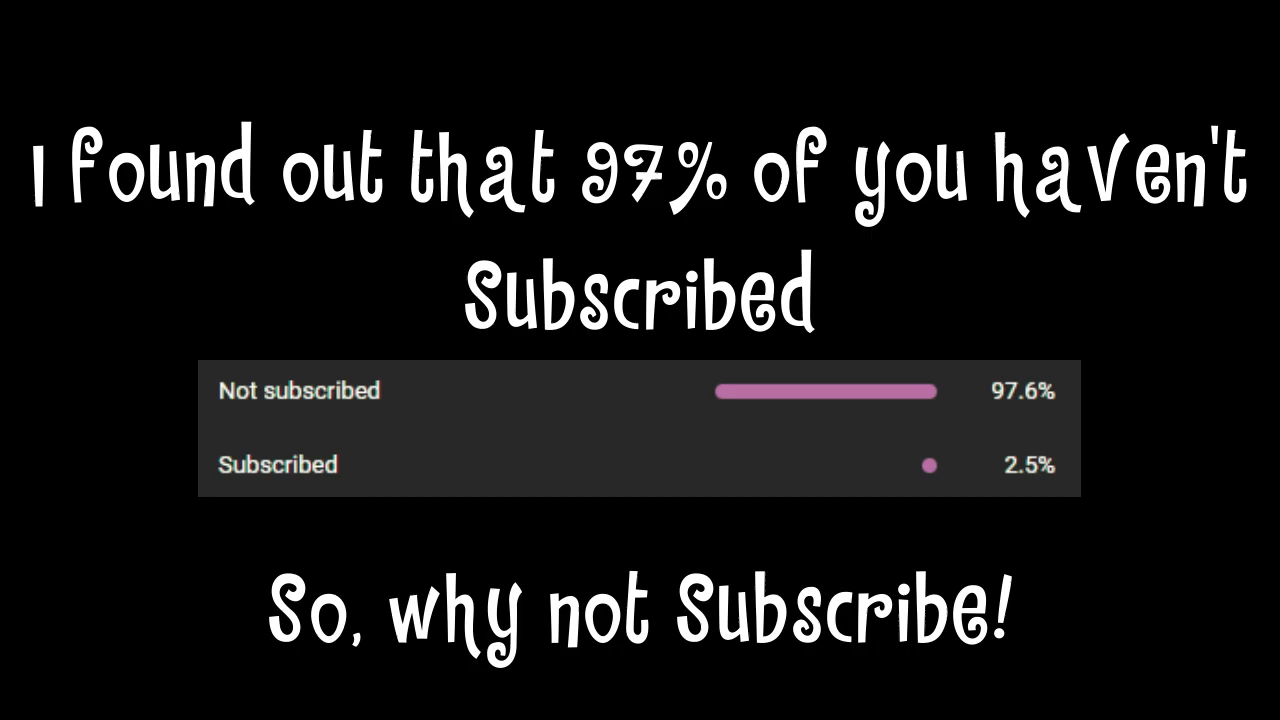 I found out that 97% of you haven't
Subscribed
Not subscribed 97.6%
Subscribed 2.5%
So, why not Subscribe!